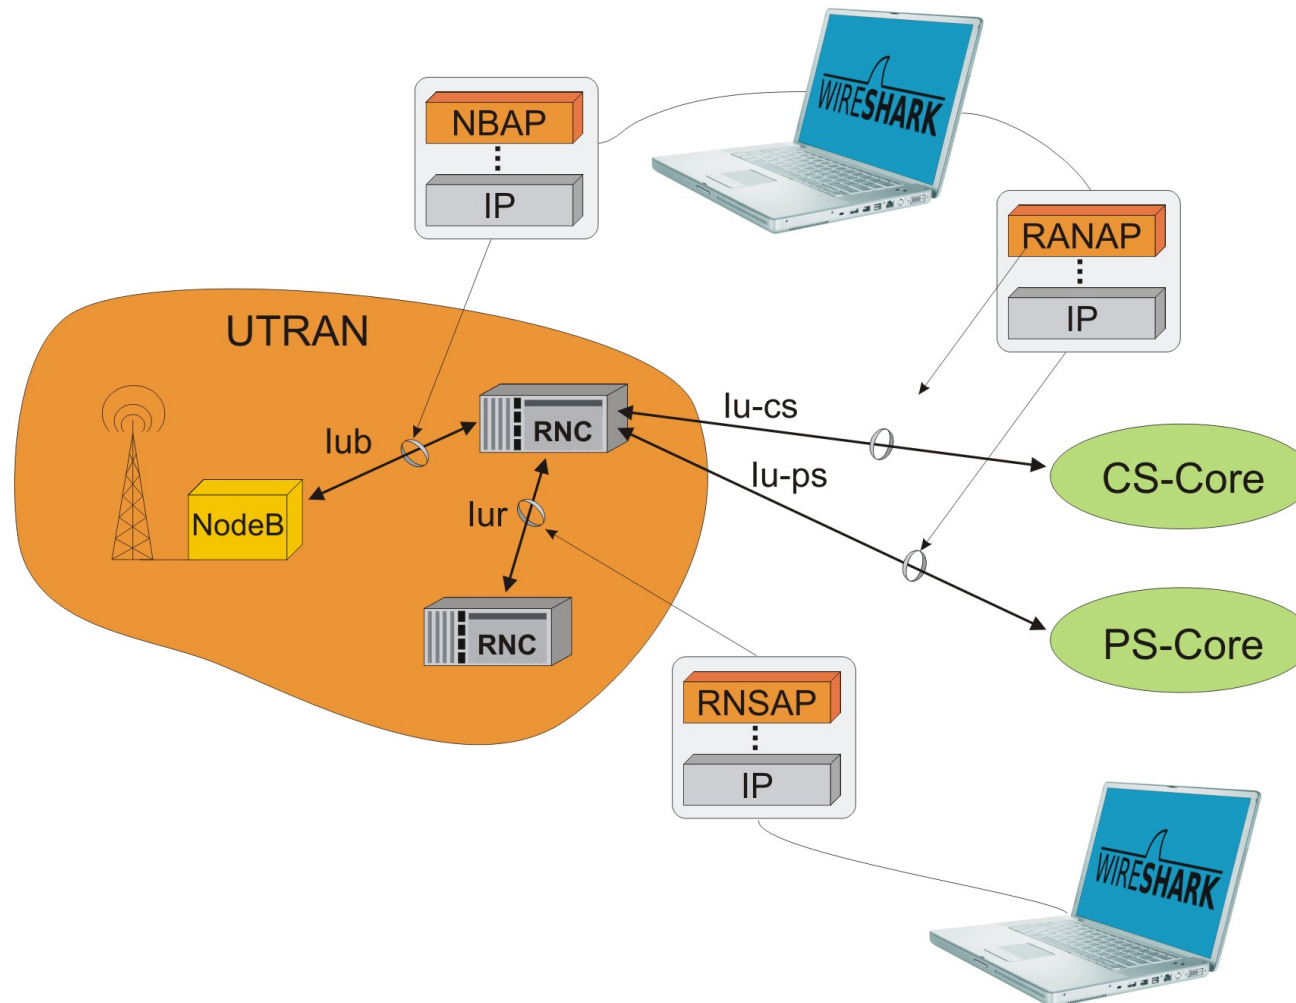 WIRESHARK
NBAP
IP
RANAP
IP
UTRAN
Iu-cs
RNC
Iub
Iu-ps
CS-Core
NodeB
Iur
RNC
PS-Core
RNSAP
IP
WIRESHARK